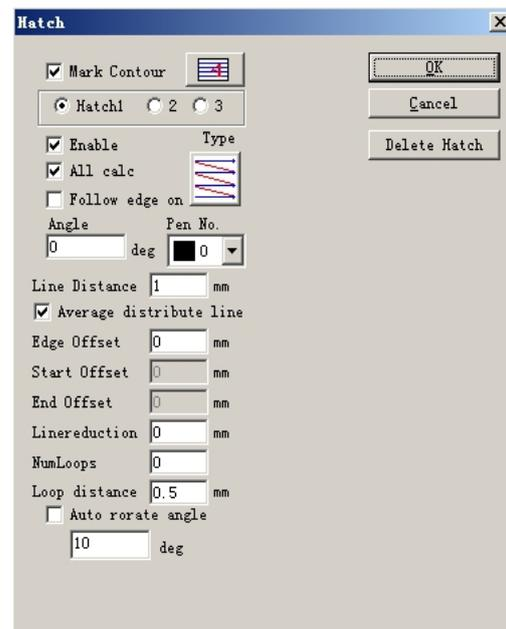 Hatch
Mark Contour
OK
Hatch1 2 3
Cancel
Enable
Type
Delete Hatch
All calc
Follow edge on
Angle Pen No.
0 deg 0
Line Distance 1 mm
Average distribute line
Edge Offset 0 mm
Start Offset 0 mm
End Offset 0 mm
Linereduction 0 mm
NumLoops 0
Loop distance 0.5 mm
Auto rorate angle
10 deg